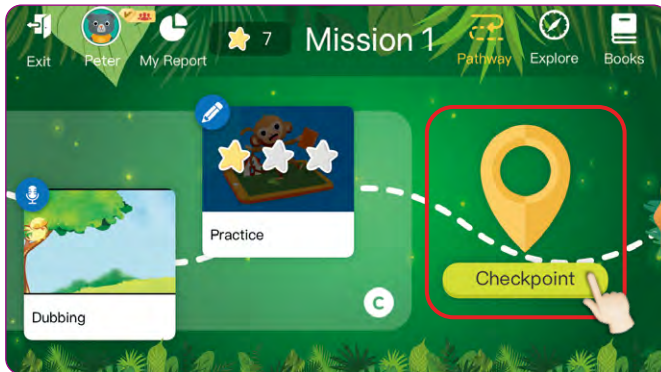 7
Mission 1
Exit
Peter
My Report
Pathway
Explore
Books
Practice
Dubbing
C
Checkpoint